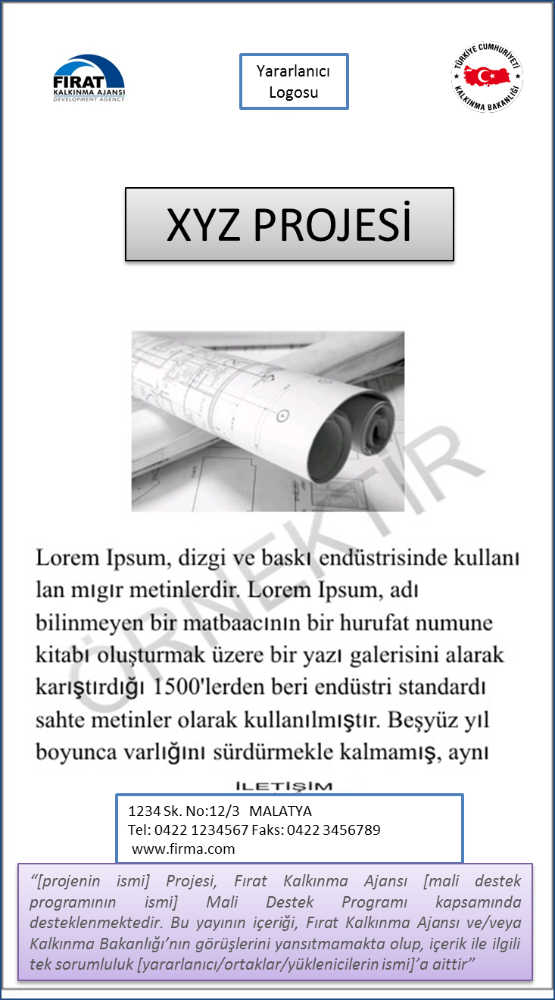 FIRAT
KALKINMA AJANSI
DEVELOPMENT AGENCY
Yararlanıcı
Logosu
TÜRKİYE CUMHURİYETİ
KALKINMA BAKANLIĞI
XYZ PROJESİ
ÖRNEKTİR
Lorem Ipsum, dizgi ve baskı endüstrisinde kullanı
lan mıgır metinlerdir. Lorem Ipsum, adı
bilinmeyen bir matbaacının bir hurufat numune
kitabı oluşturmak üzere bir yazı galerisini alarak
karıştırdığı 1500'lerden beri endüstri standardı
sahte metinler olarak kullanılmıştır. Beşyüz yıl
boyunca varlığını sürdürmekle kalmamış, aynı
İLETİŞİM
1234 Sk. No:12/3 MALATYA
Tel: 0422 1234567 Faks: 0422 3456789
www.firma.com
“[projenin ismi] Projesi, Fırat Kalkınma Ajansı [mali destek
programının ismi] Mali Destek Programı kapsamında
desteklenmektedir. Bu yayının içeriği, Fırat Kalkınma Ajansı ve/veya
Kalkınma Bakanlığı’nın görüşlerini yansıtmamakta olup, içerik ile ilgili
tek sorumluluk [yararlanıcı/ortaklar/yüklenicilerin ismi]’a aittir”